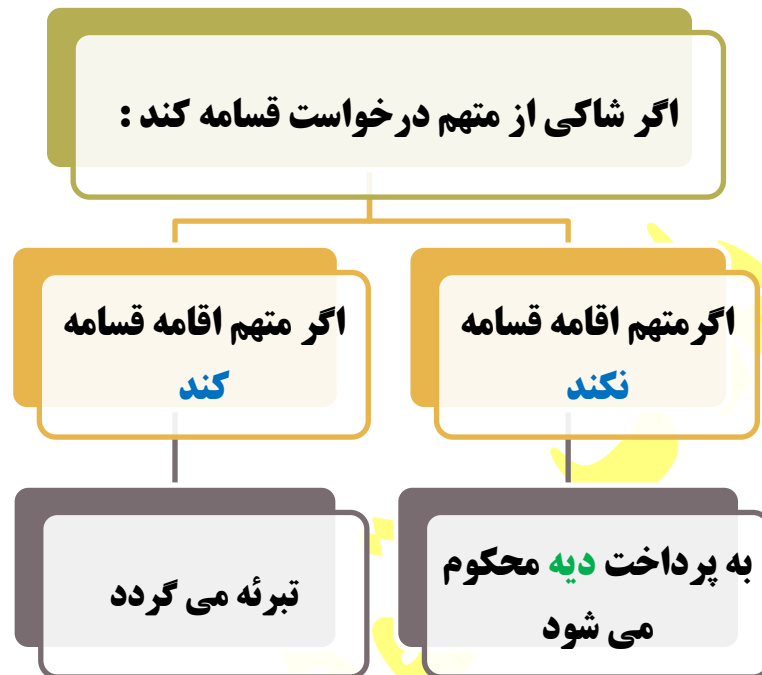 اگر شاکی از متهم درخواست قسامه کند :
اگرمتهم اقامه قسامه
نکند
اگر متهم اقامه قسامه
کند
به پرداخت دیه محکوم
می شود
تبرئه می گردد